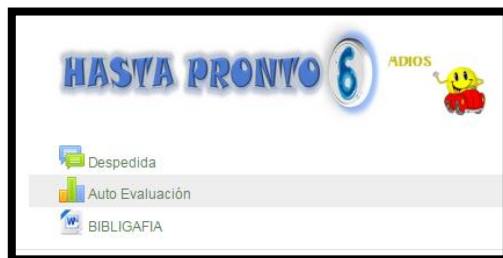 HASTA PRONTO 6 ADIOS
Despedida
Auto Evaluación
BIBLIGAFIA